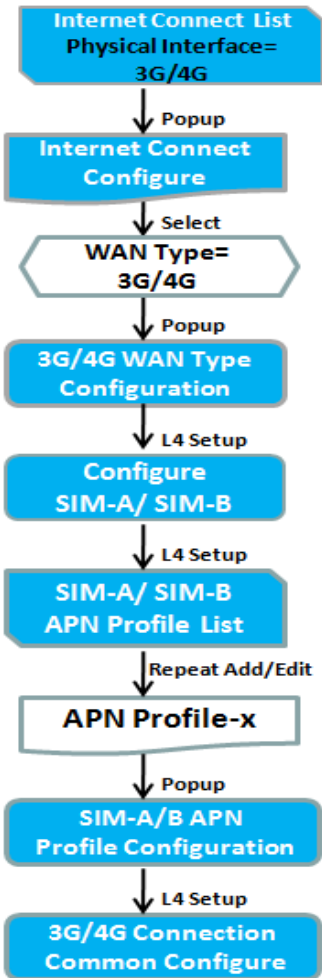 Internet Connect List
Physical Interface=
3G/4G
Popup
Internet Connect
Configure
Select
WAN Type=
3G/4G
Popup
3G/4G WAN Type
Configuration
L4 Setup
Configure
SIM-A/ SIM-B
L4 Setup
SIM-A/ SIM-B
APN Profile List
Repeat Add/Edit
APN Profile-x
Popup
SIM-A/B APN
Profile Configuration
L4 Setup
3G/4G Connection
Common Configure